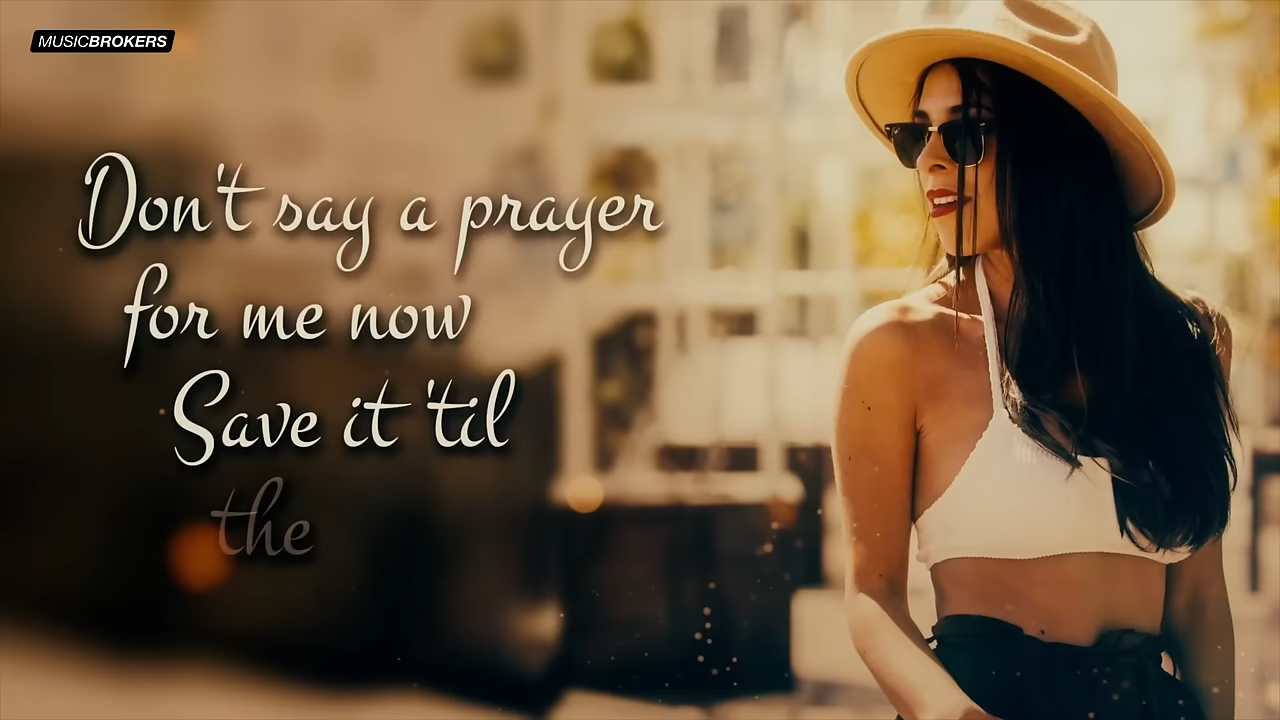 MUSICBROKERS
Don't say a prayer
for me now
Save it 'til
the